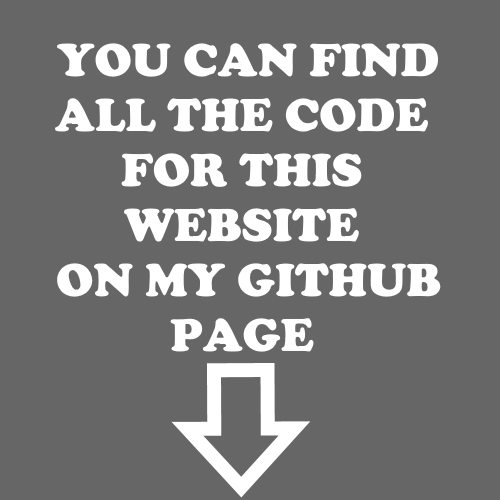 YOU CAN FIND
ALL THE CODE
FOR THIS
WEBSITE
ON MY GITHUB
PAGE